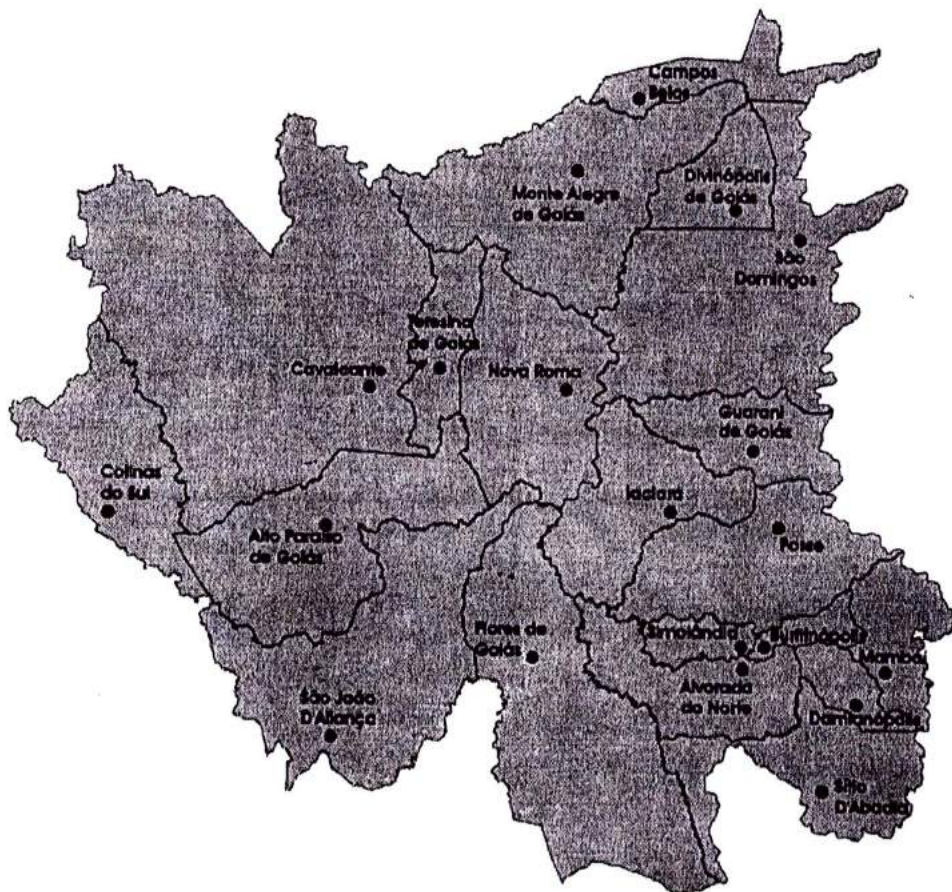 Campos
Belos
Monte Alegre
de Goiás
Divinópolis
de Goiás
São
Domingos
Teresina
de Goiás
Cavalcante
Nova Roma
Guarani
de Goiás
Colinas
do Sul
Iaciara
Alto Paraíso
de Goiás
Posse
Flores de
Goiás
Simolândia
Buritinópolis
Mambaí
Alvorada
do Norte
Damianópolis
São João
D'Aliança
Sítio
D'Abadia